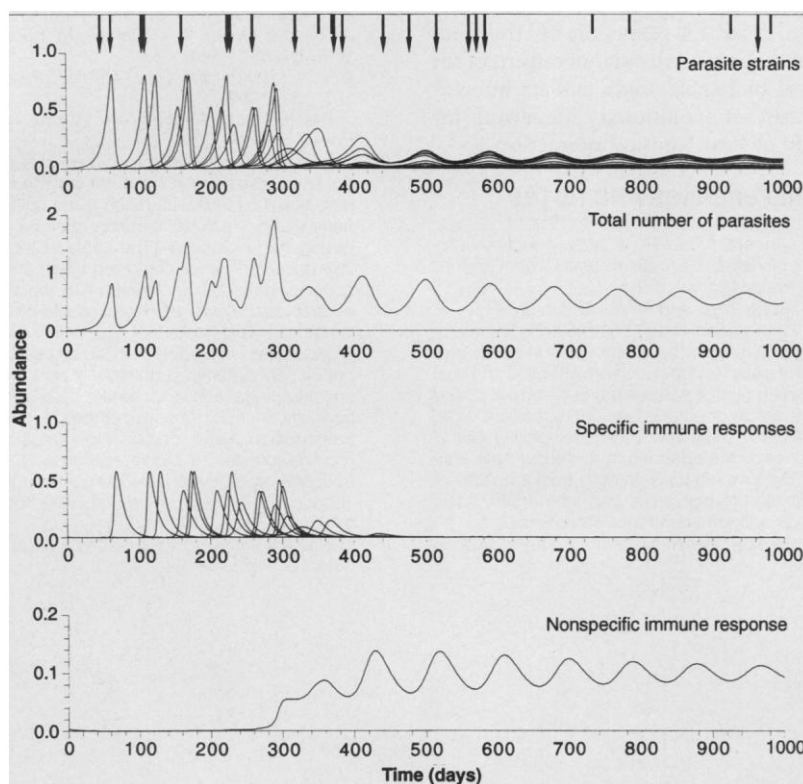 Parasite strains
1.0
0.5
0.0
0 100 200 300 400 500 600 700 800 900 1000
Total number of parasites
2
1
0
0 100 200 300 400 500 600 700 800 900 1000
Abundance
Specific immune responses
1.0
0.5
0.0
0 100 200 300 400 500 600 700 800 900 1000
Nonspecific immune response
0.2
0.1
0.0
0 100 200 300 400 500 600 700 800 900 1000
Time (days)